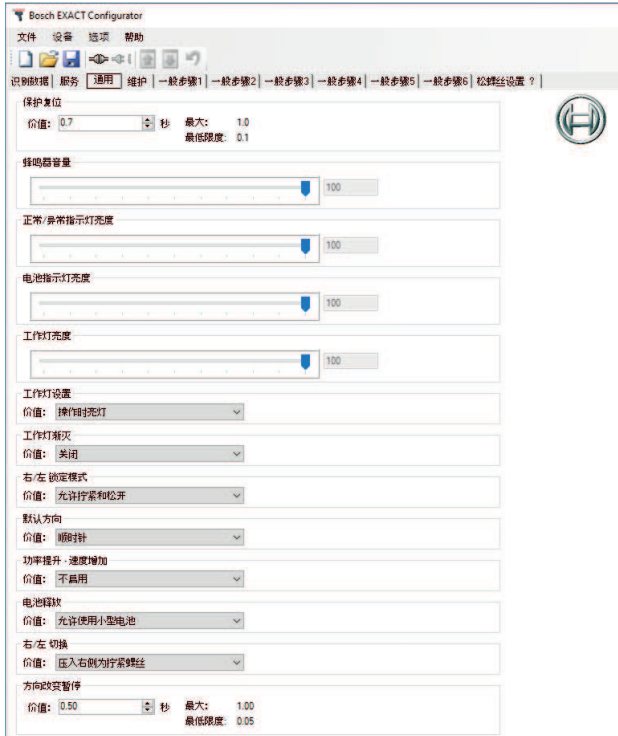 Bosch EXACT Configurator
文件 设备 选项 帮助
识别数据 服务 通用 维护 一般步骤1 一般步骤2 一般步骤3 一般步骤4 一般步骤5 一般步骤6 松螺丝设置 ?
保护复位
价值: 0.7 秒 最大: 1.0
最低限度: 0.1
蜂鸣器音量
100
正常/异常指示灯亮度
100
电池指示灯亮度
100
工作灯亮度
100
工作灯设置
价值: 操作时亮灯
工作灯渐灭
价值: 关闭
右/左 锁定模式
价值: 允许拧紧和松开
默认方向
价值: 顺时针
功率提升 - 速度增加
价值: 不启用
电池释放
价值: 允许使用小型电池
右/左 切换
价值: 压入右侧为拧紧螺丝
方向改变暂停
价值: 0.50 秒 最大: 1.00
最低限度: 0.05